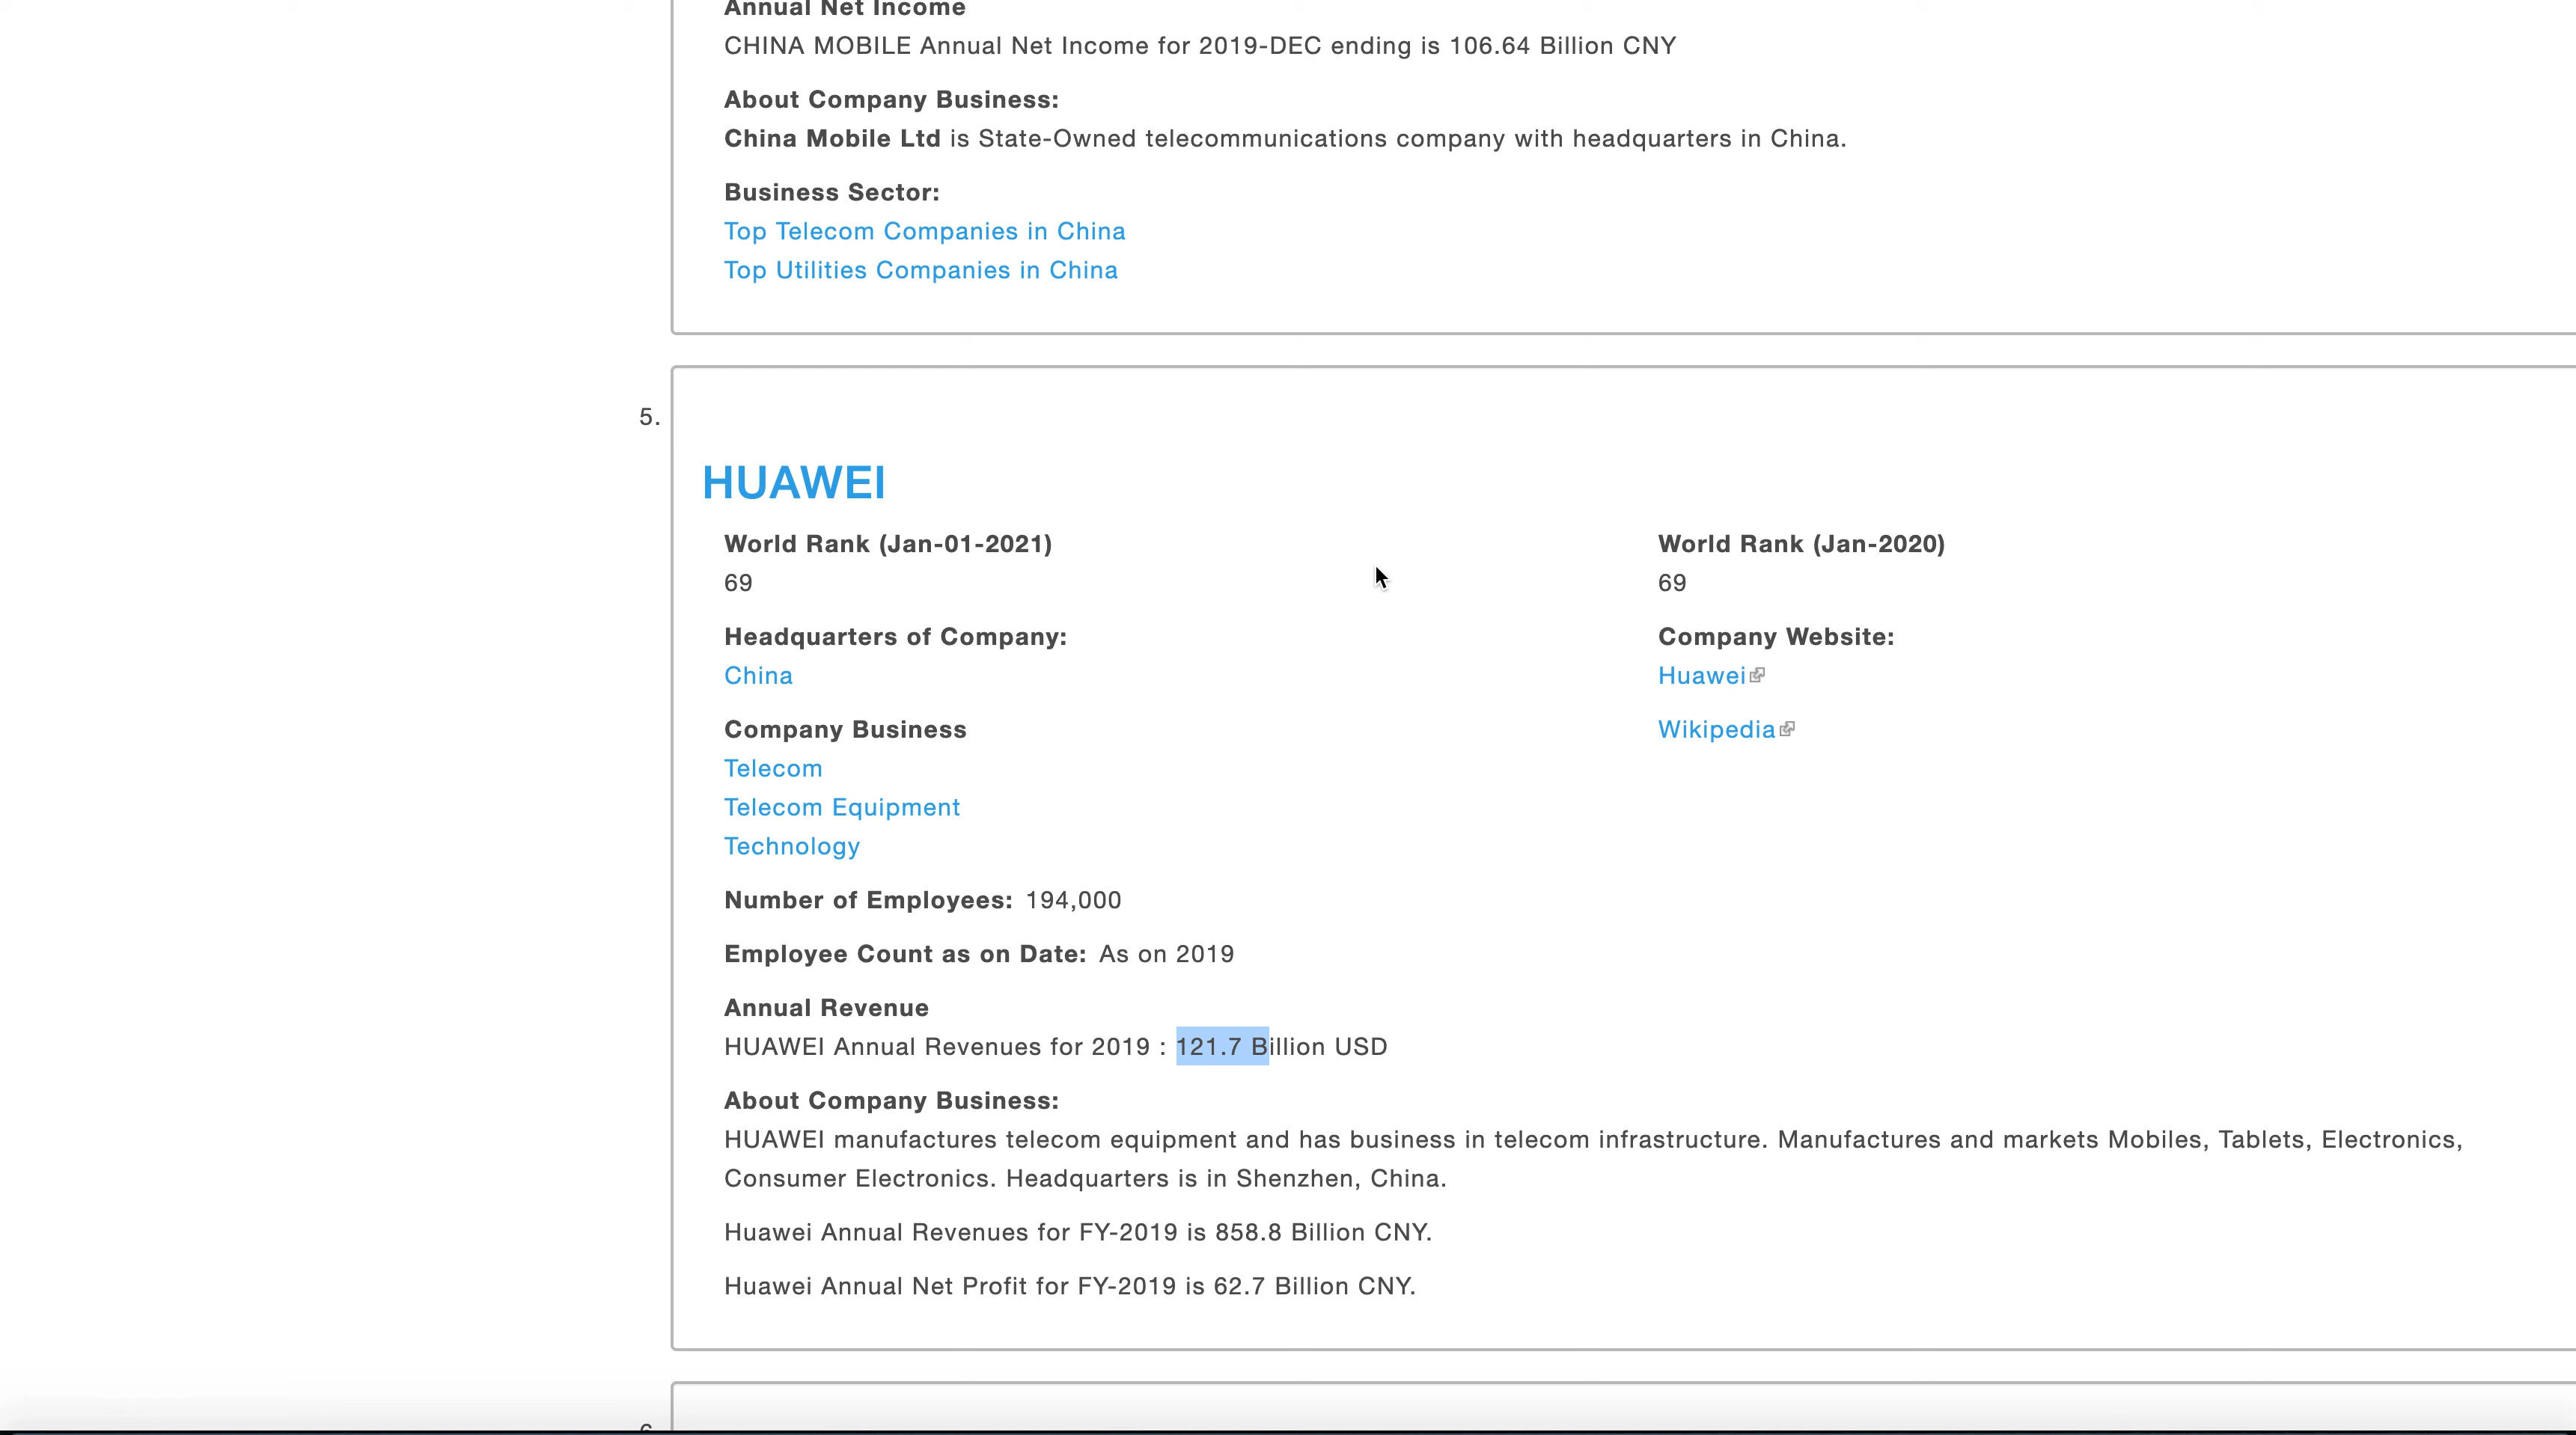 Annual Net Income
CHINA MOBILE Annual Net Income for 2019-DEC ending is 106.64 Billion CNY
About Company Business:
China Mobile Ltd is State-Owned telecommunications company with headquarters in China.
Business Sector:
Top Telecom Companies in China
Top Utilities Companies in China
5.
HUAWEI
World Rank (Jan-01-2021)
69
World Rank (Jan-2020)
69
Headquarters of Company:
China
Company Website:
Huawei
Company Business
Telecom
Telecom Equipment
Technology
Wikipedia
Number of Employees: 194,000
Employee Count as on Date: As on 2019
Annual Revenue
HUAWEI Annual Revenues for 2019 : 121.7 Billion USD
About Company Business:
HUAWEI manufactures telecom equipment and has business in telecom infrastructure. Manufactures and markets Mobiles, Tablets, Electronics,
Consumer Electronics. Headquarters is in Shenzhen, China.
Huawei Annual Revenues for FY-2019 is 858.8 Billion CNY.
Huawei Annual Net Profit for FY-2019 is 62.7 Billion CNY.